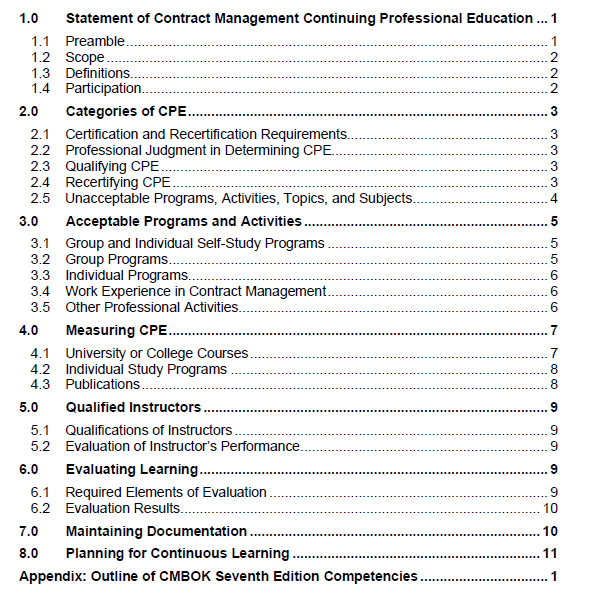 1.0 Statement of Contract Management Continuing Professional Education ... 1
1.1 Preamble ... 1
1.2 Scope ... 2
1.3 Definitions ... 2
1.4 Participation ... 2
2.0 Categories of CPE ... 3
2.1 Certification and Recertification Requirements ... 3
2.2 Professional Judgment in Determining CPE ... 3
2.3 Qualifying CPE ... 3
2.4 Recertifying CPE ... 3
2.5 Unacceptable Programs, Activities, Topics, and Subjects ... 4
3.0 Acceptable Programs and Activities ... 5
3.1 Group and Individual Self-Study Programs ... 5
3.2 Group Programs ... 5
3.3 Individual Programs ... 6
3.4 Work Experience in Contract Management ... 6
3.5 Other Professional Activities ... 6
4.0 Measuring CPE ... 7
4.1 University or College Courses ... 7
4.2 Individual Study Programs ... 8
4.3 Publications ... 8
5.0 Qualified Instructors ... 9
5.1 Qualifications of Instructors ... 9
5.2 Evaluation of Instructor's Performance ... 9
6.0 Evaluating Learning ... 9
6.1 Required Elements of Evaluation ... 9
6.2 Evaluation Results ... 10
7.0 Maintaining Documentation ... 10
8.0 Planning for Continuous Learning ... 11
Appendix: Outline of CMBOK Seventh Edition Competencies ... 1